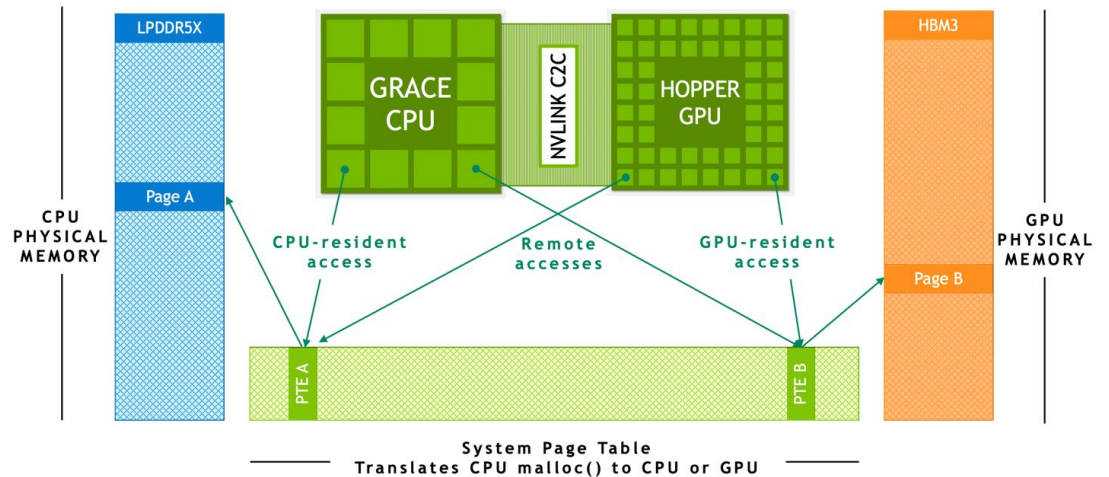 LPDDR5X
GRACE
CPU
NVLINK C2C
HOPPER
GPU
HBM3
Page A
CPU
PHYSICAL
MEMORY
CPU-resident
access
Remote
accesses
GPU-resident
access
GPU
PHYSICAL
MEMORY
Page B
PTE A
PTE B
System Page Table
Translates CPU malloc() to CPU or GPU